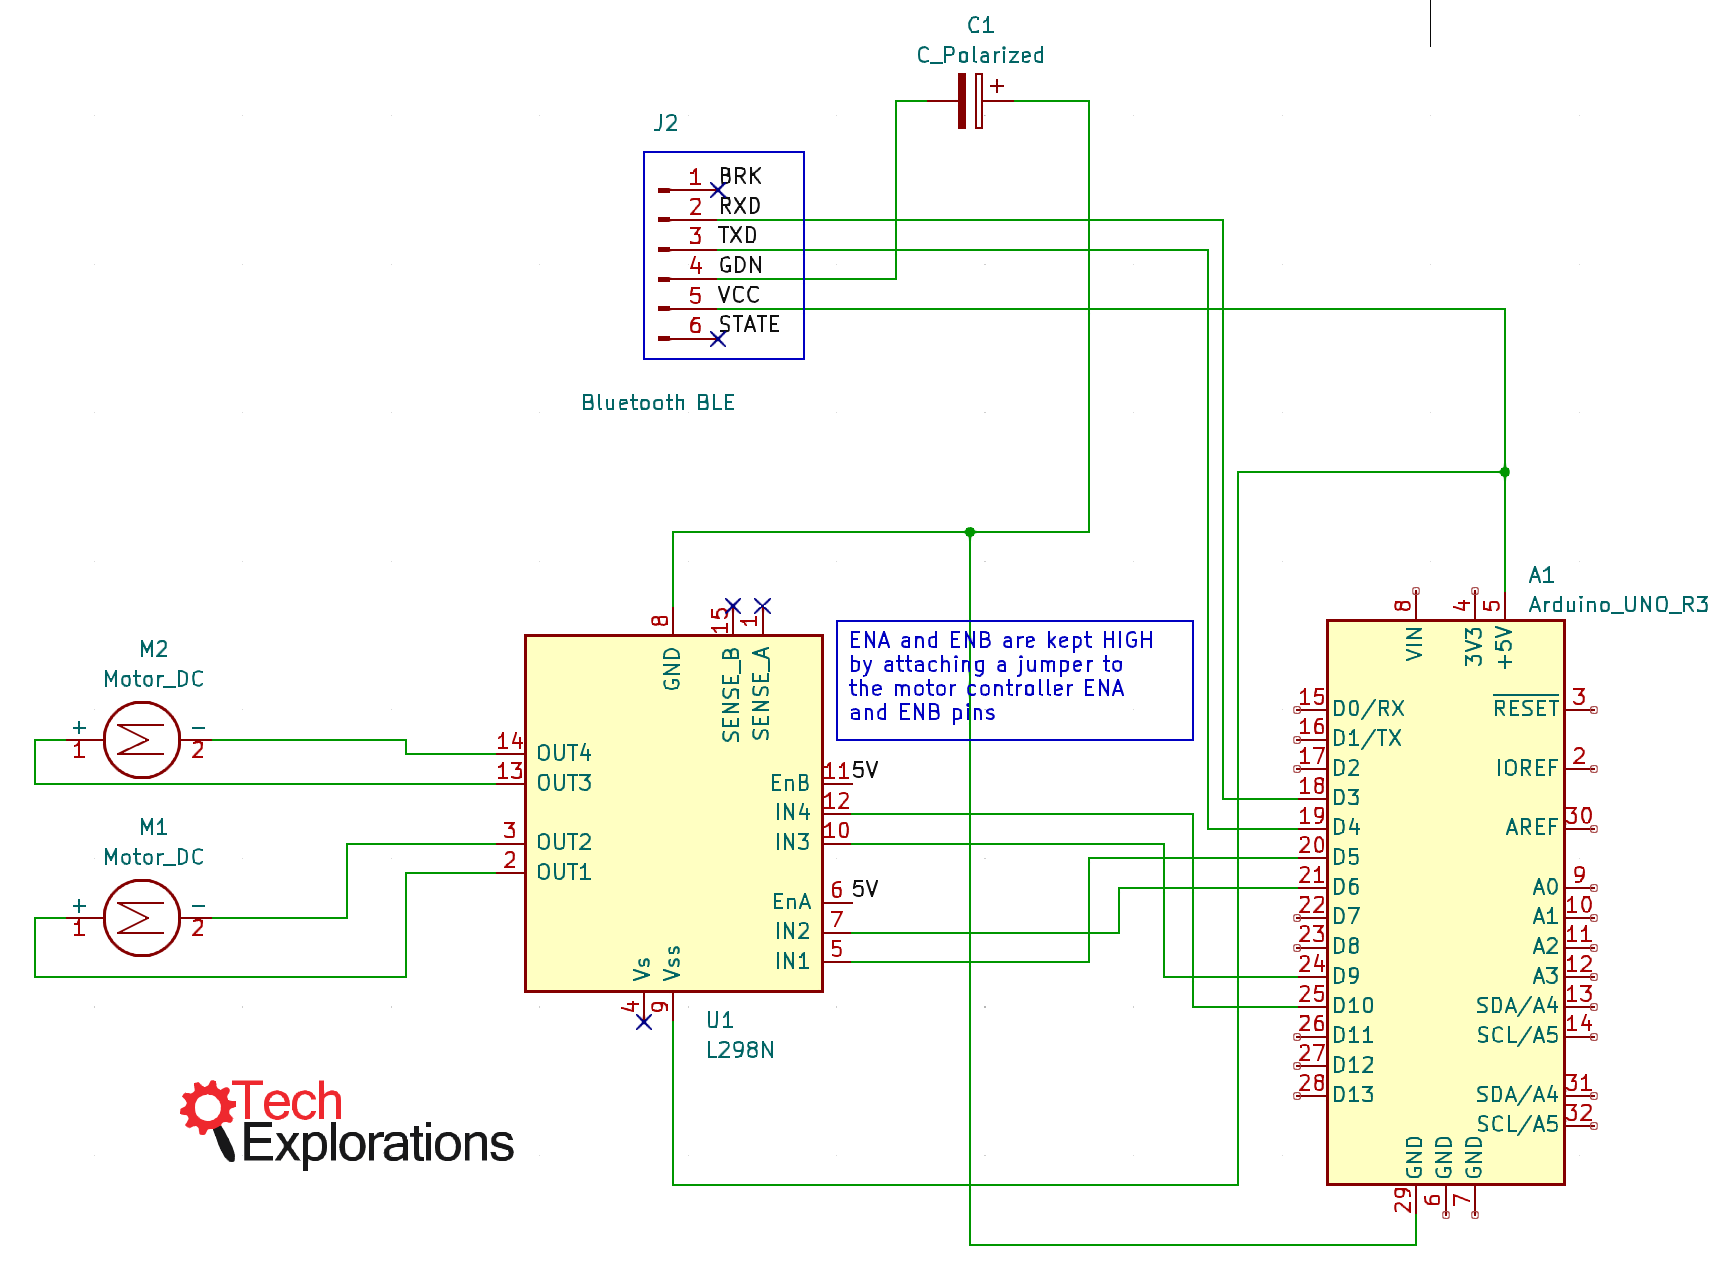 C1
C_Polarized
+
J2
1 BRK
2 RXD
3 TXD
4 GDN
5 VCC
6 STATE
Bluetooth BLE
A1
Arduino_UNO_R3
8 VIN
4 3V3
5 +5V
15 D0/RX
16 D1/TX
17 D2
18 D3
19 D4
20 D5
21 D6
22 D7
23 D8
24 D9
25 D10
26 D11
27 D12
28 D13
RESET 3
IOREF 2
AREF 30
A0 9
A1 10
A2 11
A3 12
SDA/A4 13
SCL/A5 14
SDA/A4 31
SCL/A5 32
GND 29
GND 6
GND 7
ENA and ENB are kept HIGH
by attaching a jumper to
the motor controller ENA
and ENB pins
8 GND
15 SENSE_B
1 SENSE_A
14 OUT4
13 OUT3
3 OUT2
2 OUT1
EnB 11 5V
IN4 12
IN3 10
EnA 6 5V
IN2 7
IN1 5
Vs 4
Vss 9
U1
L298N
M2
Motor_DC
+ −
1 2
M1
Motor_DC
+ −
1 2
Tech
Explorations